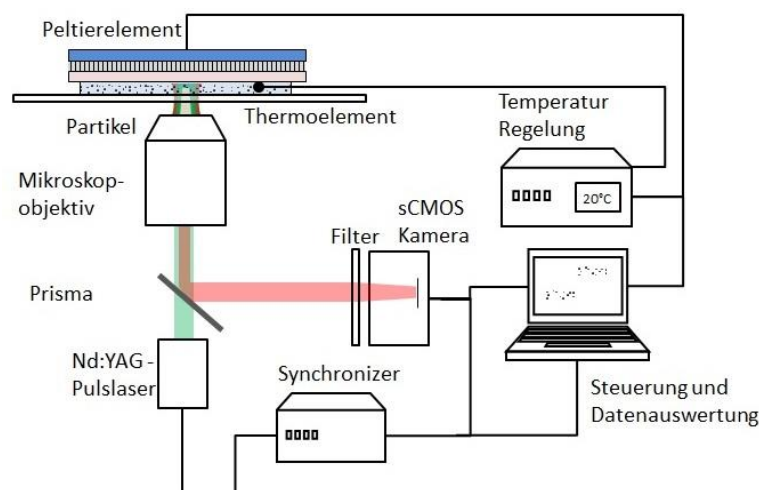 Peltierelement
Thermoelement
Partikel
Temperatur
Regelung
20°C
Mikroskop-
objektiv
sCMOS
Kamera
Filter
Prisma
Nd:YAG -
Pulslaser
Synchronizer
Steuerung und
Datenauswertung